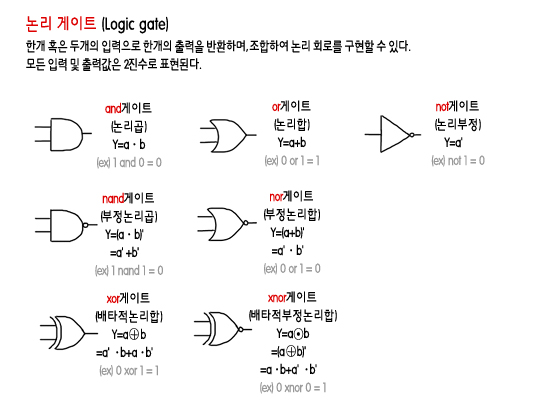 논리 게이트 (Logic gate)
한개 혹은 두개의 입력으로 한개의 출력을 반환하며, 조합하여 논리 회로를 구현할 수 있다.
모든 입력 및 출력값은 2진수로 표현된다.
and게이트
(논리곱)
Y=a · b
(ex) 1 and 0 = 0
or게이트
(논리합)
Y=a+b
(ex) 0 or 1 = 1
not게이트
(논리부정)
Y=a'
(ex) not 1 = 0
nand게이트
(부정논리곱)
Y=(a · b)'
=a' +b'
(ex) 1 nand 1 = 0
nor게이트
(부정논리합)
Y=(a+b)'
=a' · b'
(ex) 0 or 1 = 0
xor게이트
(배타적논리합)
Y=a⊕b
=a' ·b+a ·b'
(ex) 0 xor 1 = 1
xnor게이트
(배타적부정논리합)
Y=a⊙b
=(a⊕b)'
=a ·b+a' ·b'
(ex) 0 xnor 0 = 1